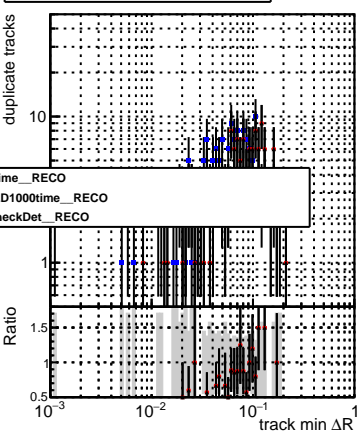 duplicate tracks
10
ime__RECO
D1000time__RECO
neckDet__RECO
1
Ratio
1.5
1
0.5
10−3 10−2 10−1 1
track min ΔR